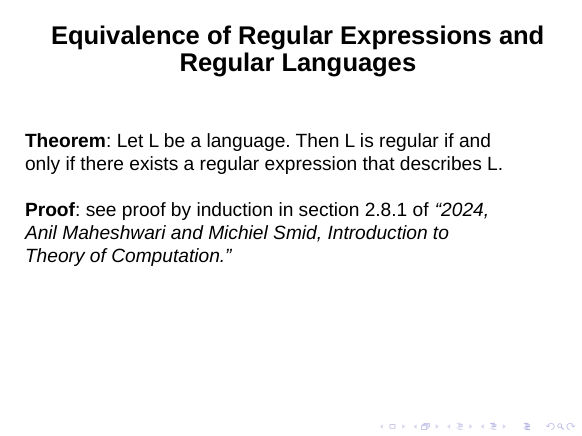 Equivalence of Regular Expressions and
Regular Languages
Theorem: Let L be a language. Then L is regular if and
only if there exists a regular expression that describes L.
Proof: see proof by induction in section 2.8.1 of “2024,
Anil Maheshwari and Michiel Smid, Introduction to
Theory of Computation.”